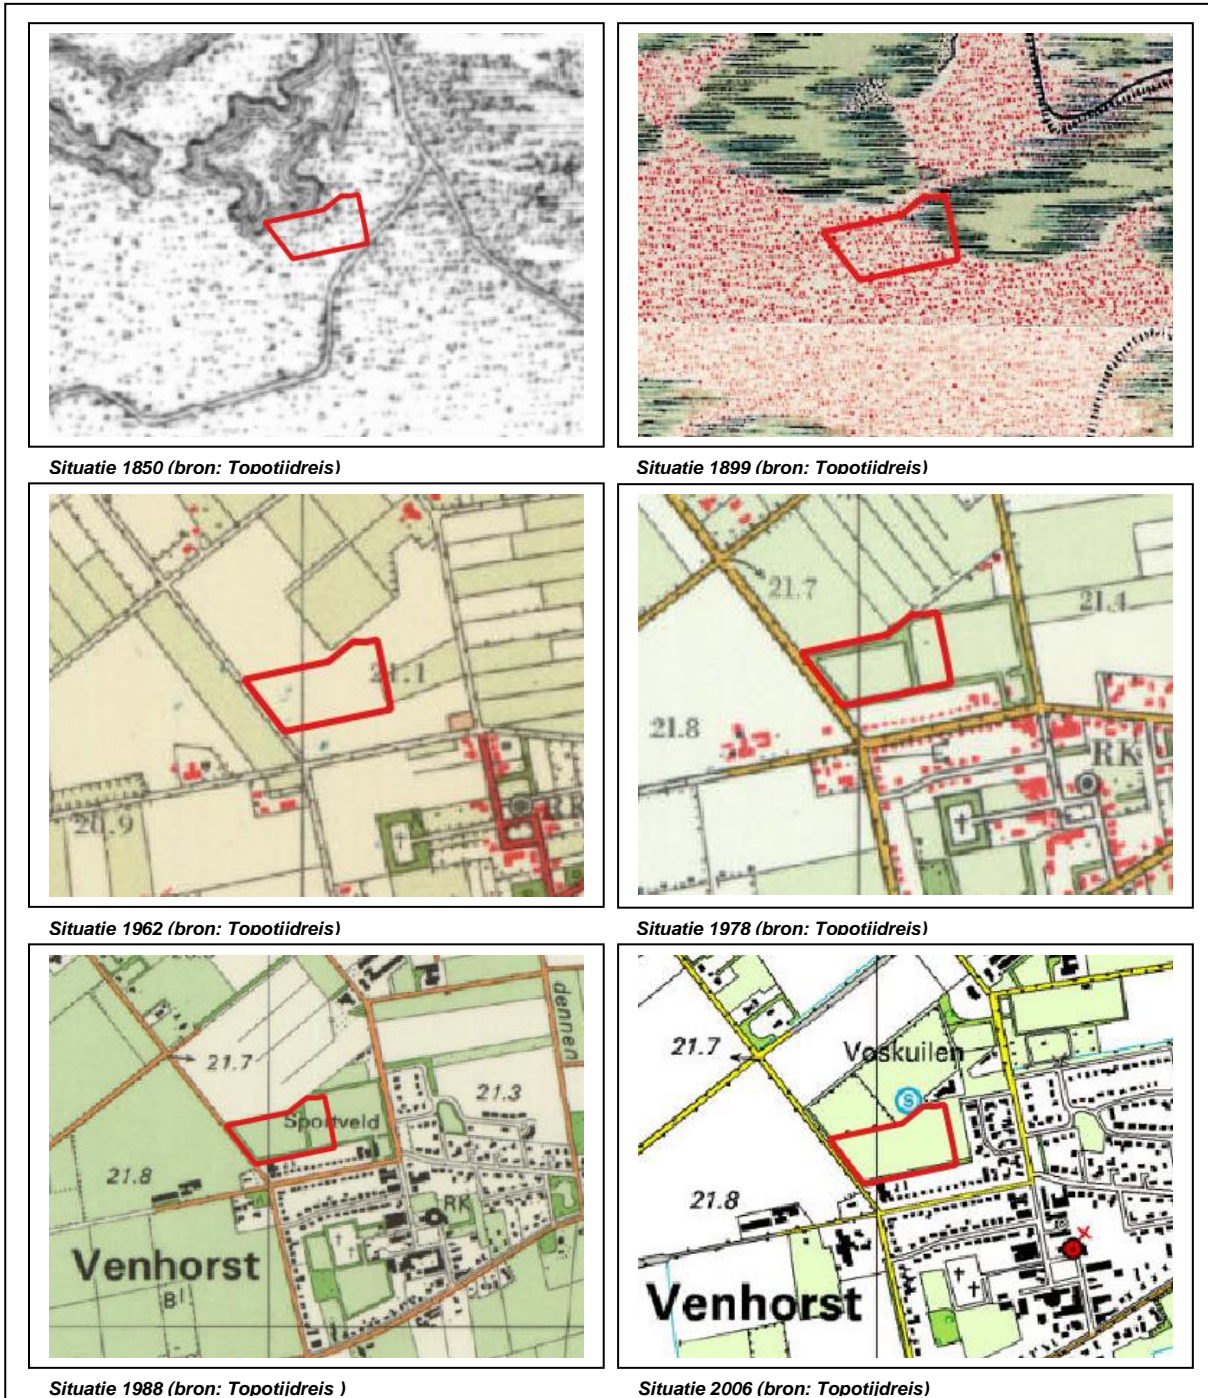 Situatie 1850 (bron: Topotijdreis)
Situatie 1899 (bron: Topotijdreis)
21.1
20.9
RK
21.7
21.4
21.8
RK
Situatie 1962 (bron: Topotijdreis)
Situatie 1978 (bron: Topotijdreis)
dennen
21.7
21.3
Sportveld
21.8
RK
Venhorst
B
21.7
Voskuilen
S
21.8
Venhorst
Situatie 1988 (bron: Topotijdreis )
Situatie 2006 (bron: Topotijdreis)